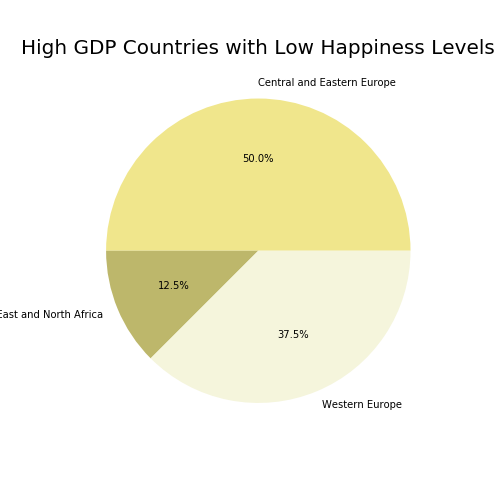 High GDP Countries with Low Happiness Levels
Central and Eastern Europe
50.0%
12.5%
East and North Africa
37.5%
Western Europe